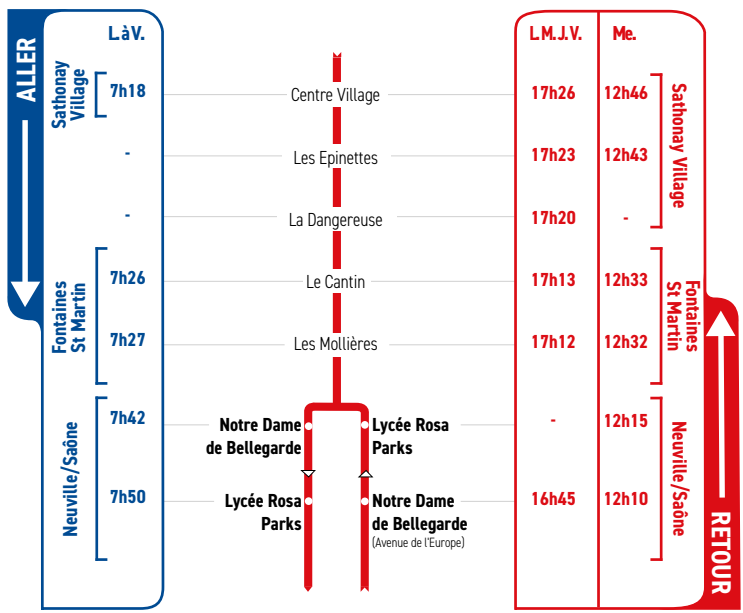 ALLER
L à V.
L.M.J.V.
Me.
Sathonay
Village
7h18
Centre Village
17h26
12h46
Sathonay Village
-
Les Epinettes
17h23
12h43
-
La Dangereuse
17h20
-
Fontaines
St Martin
7h26
Le Cantin
17h13
12h33
Fontaines
St Martin
7h27
Les Mollières
17h12
12h32
Neuville/Saône
7h42
Notre Dame
de Bellegarde
Lycée Rosa
Parks
-
12h15
Neuville/Saône
7h50
Lycée Rosa
Parks
Notre Dame
de Bellegarde
(Avenue de l'Europe)
16h45
12h10
RETOUR